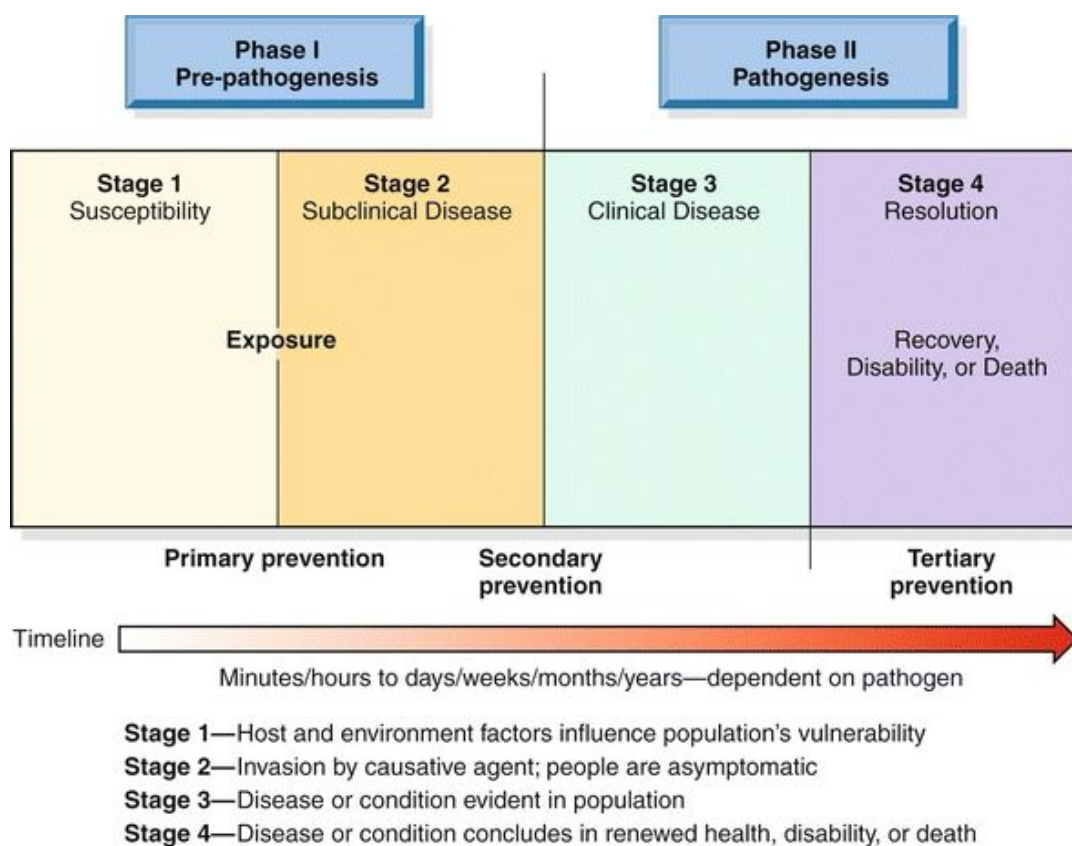 Phase I
Pre-pathogenesis
Phase II
Pathogenesis
Stage 1
Susceptibility
Stage 2
Subclinical Disease
Stage 3
Clinical Disease
Stage 4
Resolution
Exposure
Recovery,
Disability, or Death
Primary prevention
Secondary
prevention
Tertiary
prevention
Timeline
Minutes/hours to days/weeks/months/years—dependent on pathogen
Stage 1—Host and environment factors influence population’s vulnerability
Stage 2—Invasion by causative agent; people are asymptomatic
Stage 3—Disease or condition evident in population
Stage 4—Disease or condition concludes in renewed health, disability, or death